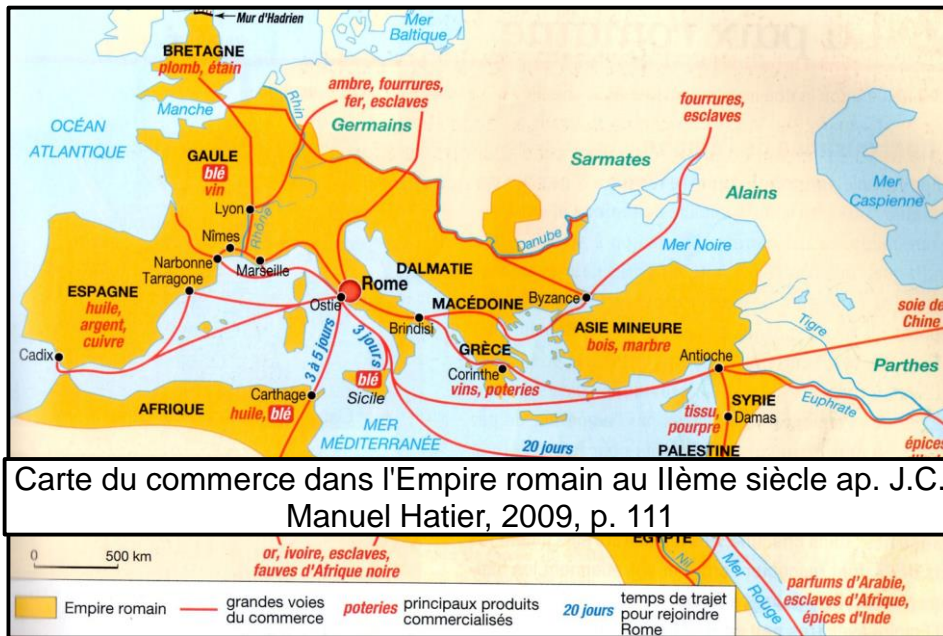 Mur d'Hadrien
Mer
Baltique
BRETAGNE
plomb, étain
ambre, fourrures,
fer, esclaves
Rhin
Manche
Germains
fourrures,
esclaves
OCÉAN
ATLANTIQUE
GAULE
blé
vin
Sarmates
Alains
Mer
Caspienne
Lyon
Rhône
Nîmes
Narbonne
Marseille
Tarragone
Danube
Mer Noire
DALMATIE
Rome
Ostie
ESPAGNE
huile,
argent,
cuivre
MACÉDOINE
Byzance
Brindisi
ASIE MINEURE
bois, marbre
soie de
Chine
Tigre
Cadix
3 à 5 jours
3 jours
GRÈCE
Corinthe
vins, poteries
Antioche
Parthes
Euphrate
blé
Sicile
Carthage
AFRIQUE
huile, blé
SYRIE
Damas
tissu,
pourpre
MER
MÉDITERRANÉE
20 jours
PALESTINE
épices
Carte du commerce dans l'Empire romain au IIème siècle ap. J.C.
Manuel Hatier, 2009, p. 111
0 500 km
or, ivoire, esclaves,
fauves d'Afrique noire
EGYPTE
Nil
Mer Rouge
parfums d'Arabie,
esclaves d'Afrique,
épices d'Inde
Empire romain
grandes voies
du commerce
poteries principaux produits
commercialisés
20 jours temps de trajet
pour rejoindre
Rome